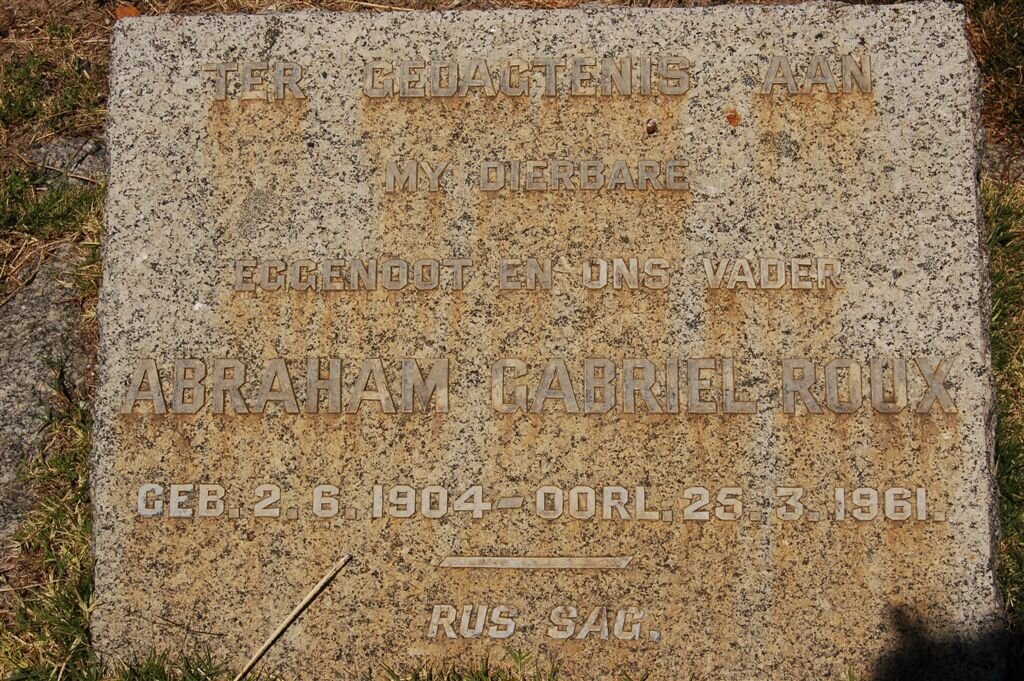 TER GEDAGTENIS AAN
MY DIERBARE
EGGENOOT EN ONS VADER
ABRAHAM GABRIEL ROUX
GEB. 2. 6. 1904 - OORL. 25. 3. 1961.
RUS SAG.